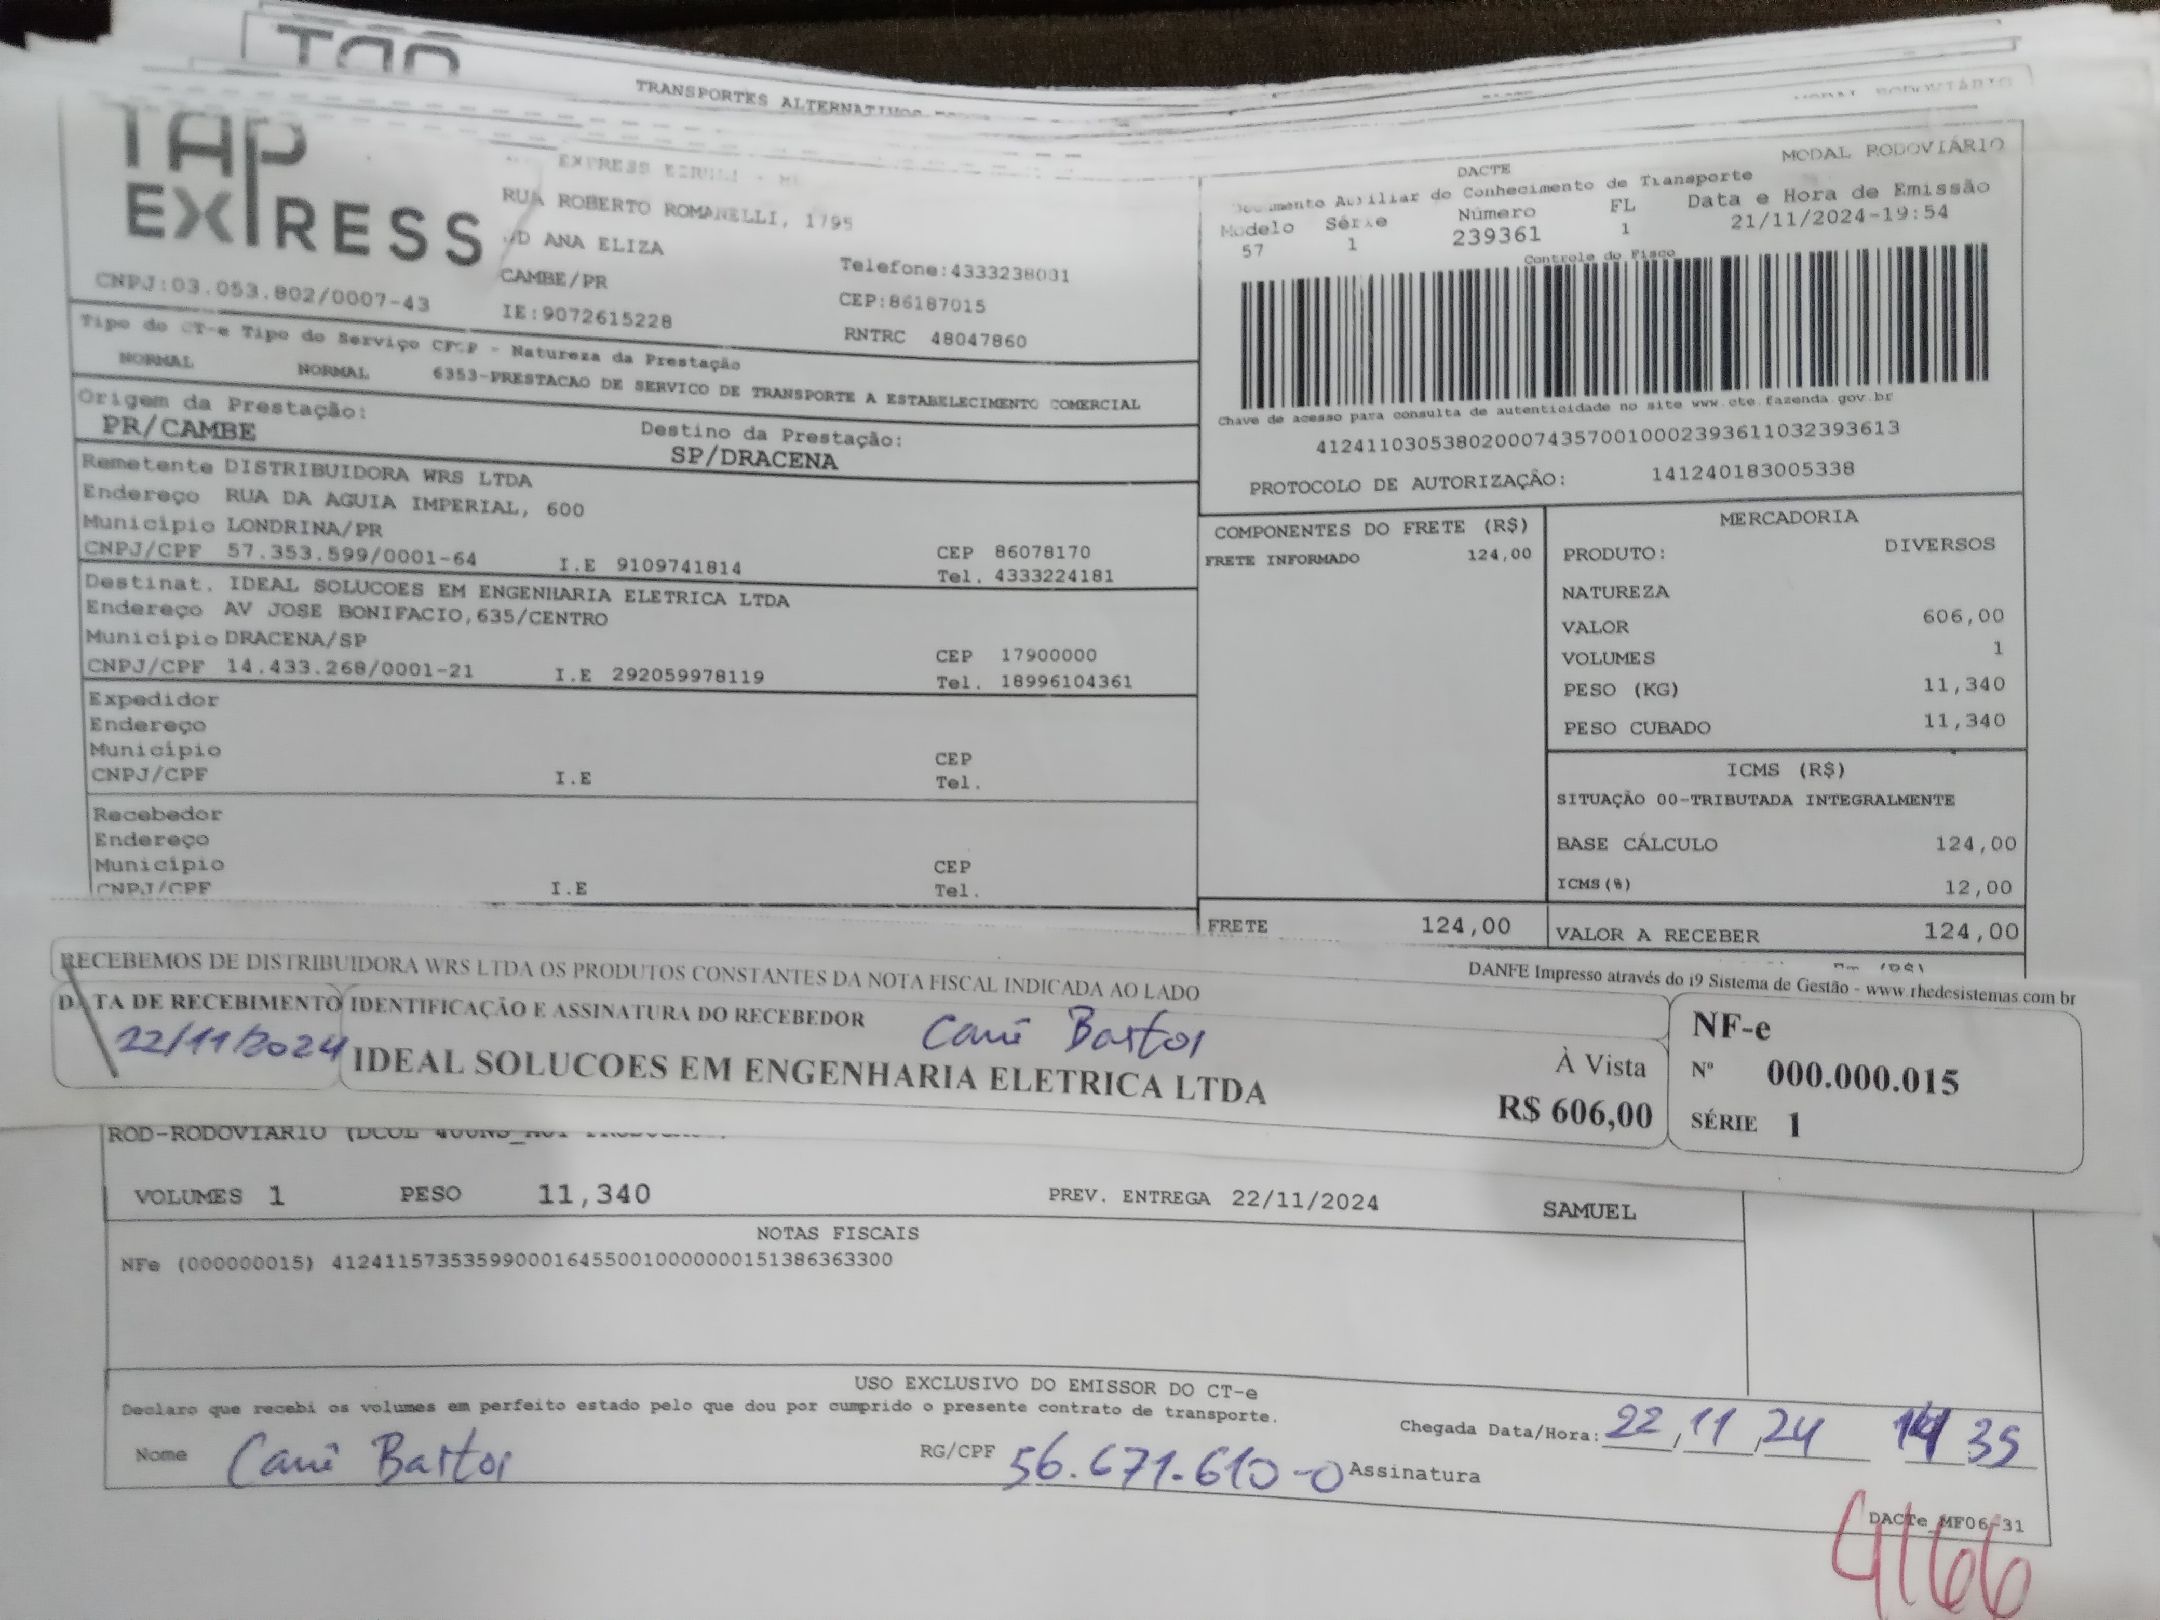 TRANSPORTES ALTERNATIVOS
MODAL RODOVIÁRIO
TAP
EXPRESS
CNPJ:03.053.802/0007-43
EXPRESS EIRELI - ME
RUA ROBERTO ROMANELLI, 1795
ANA ELIZA
CAMBE/PR
IE:9072615228
Telefone:4333238031
CEP:86187015
RNTRC 48047860
DACTE
MODAL RODOVIÁRIO
Documento Auxiliar do Conhecimento de Transporte
Modelo Série Número FL Data e Hora de Emissão
57 1 239361 1 21/11/2024-19:54
Controle do Fisco
Chave de acesso para consulta de autenticidade no site www.cte.fazenda.gov.br
41241103053802000743570010002393611032393613
PROTOCOLO DE AUTORIZAÇÃO: 141240183005338
Tipo do CT-e Tipo do Serviço CFOP - Natureza da Prestação
NORMAL NORMAL 6353-PRESTACAO DE SERVICO DE TRANSPORTE A ESTABELECIMENTO COMERCIAL
Origem da Prestação: Destino da Prestação:
PR/CAMBE SP/DRACENA
Remetente DISTRIBUIDORA WRS LTDA
Endereço RUA DA AGUIA IMPERIAL, 600
Município LONDRINA/PR CEP 86078170
CNPJ/CPF 57.353.599/0001-64 I.E 9109741814 Tel. 4333224181
Destinat. IDEAL SOLUCOES EM ENGENHARIA ELETRICA LTDA
Endereço AV JOSE BONIFACIO,635/CENTRO
Município DRACENA/SP CEP 17900000
CNPJ/CPF 14.433.268/0001-21 I.E 292059978119 Tel. 18996104361
Expedidor
Endereço
Município CEP
CNPJ/CPF I.E Tel.
Recebedor
Endereço
Município CEP
CNPJ/CPF I.E Tel.
COMPONENTES DO FRETE (R$)
FRETE INFORMADO 124,00
FRETE 124,00
MERCADORIA
PRODUTO: DIVERSOS
NATUREZA
VALOR 606,00
VOLUMES 1
PESO (KG) 11,340
PESO CUBADO 11,340
ICMS (R$)
SITUAÇÃO 00-TRIBUTADA INTEGRALMENTE
BASE CÁLCULO 124,00
ICMS(%) 12,00
VALOR A RECEBER 124,00
RECEBEMOS DE DISTRIBUIDORA WRS LTDA OS PRODUTOS CONSTANTES DA NOTA FISCAL INDICADA AO LADO
DANFE Impresso através do i9 Sistema de Gestão - www.rhedesistemas.com.br
DATA DE RECEBIMENTO IDENTIFICAÇÃO E ASSINATURA DO RECEBEDOR
22/11/2024 Cauê Bastos
IDEAL SOLUCOES EM ENGENHARIA ELETRICA LTDA
À Vista
R$ 606,00
NF-e
Nº 000.000.015
SÉRIE 1
ROD-RODOVIARIO
VOLUMES 1 PESO 11,340 PREV. ENTREGA 22/11/2024 SAMUEL
NOTAS FISCAIS
NFe (000000015) 41241157353599000164550010000000151386363300
USO EXCLUSIVO DO EMISSOR DO CT-e
Declaro que recebi os volumes em perfeito estado pelo que dou por cumprido o presente contrato de transporte.
Chegada Data/Hora: 22/11/24 14 35
Nome Cauê Bastos RG/CPF 56.671.610-0 Assinatura
DACTe_MF06-31
4166